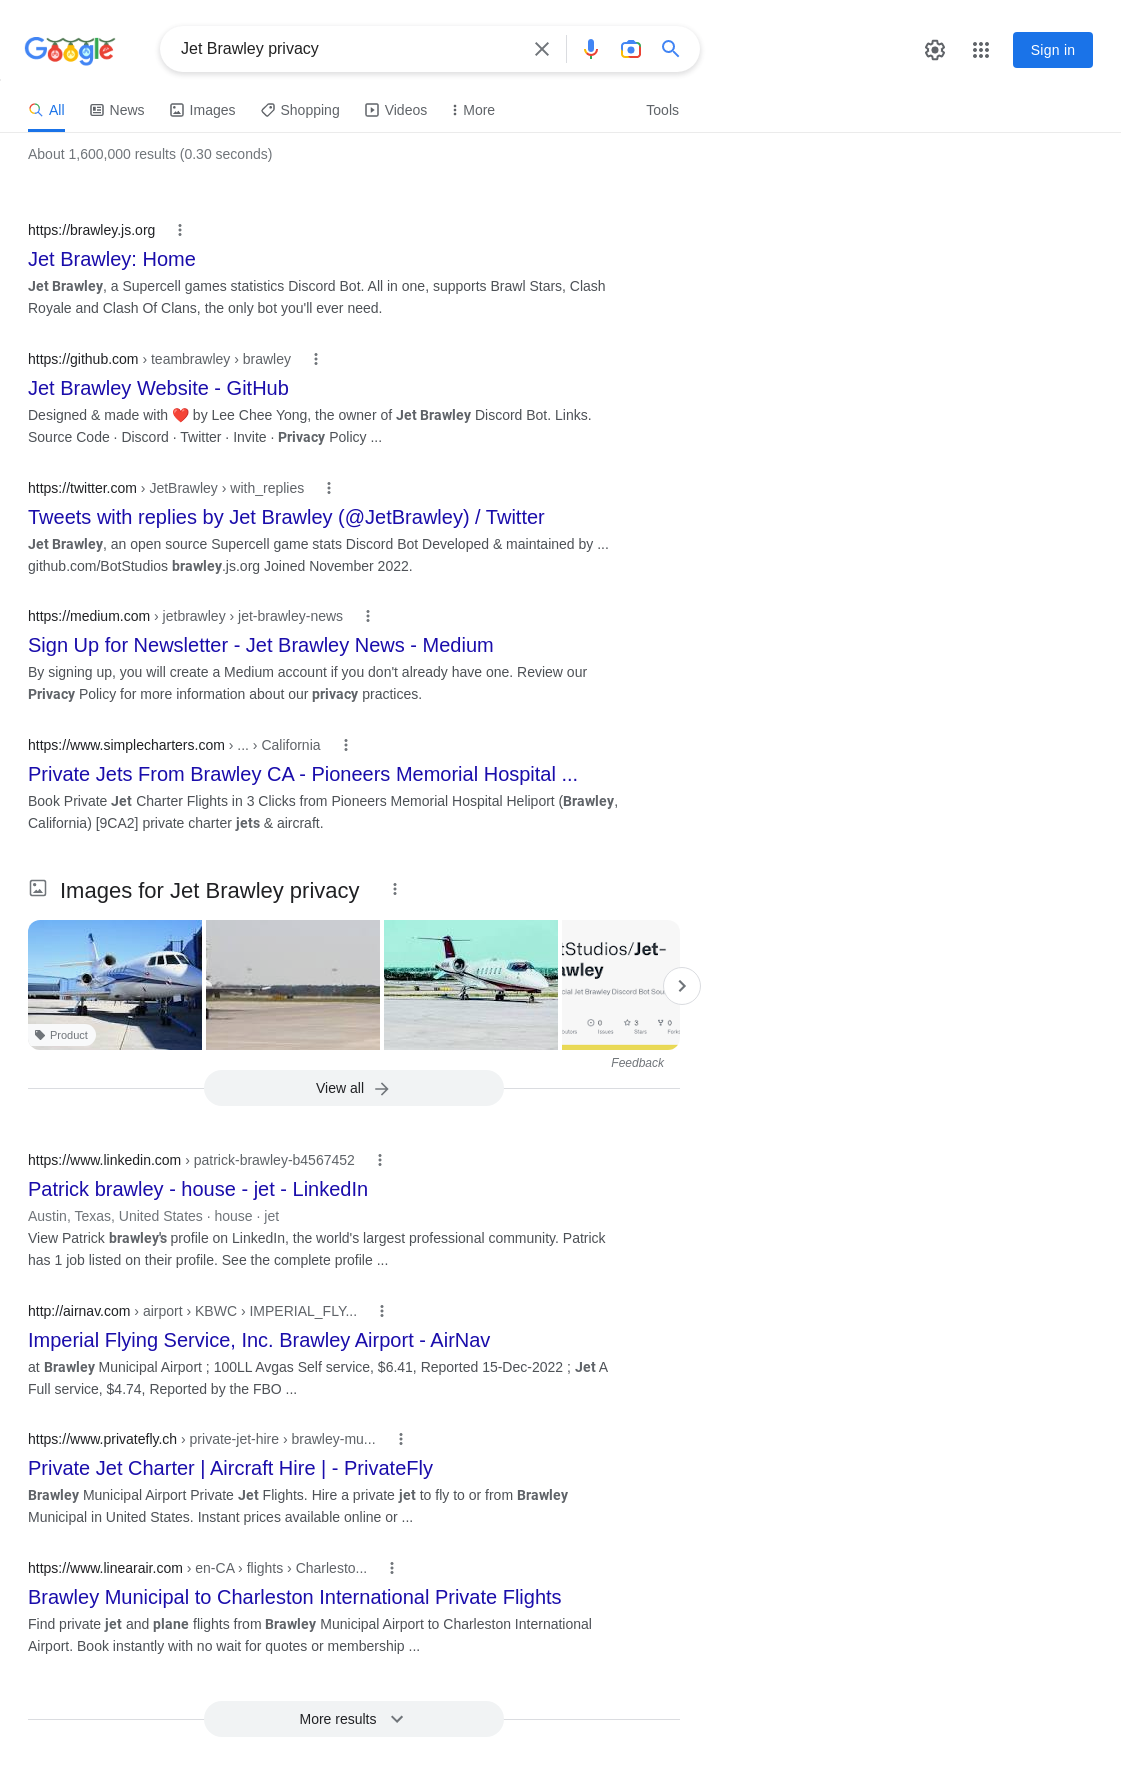 Google
Jet Brawley privacy
Sign in
All
News
Images
Shopping
Videos
More
Tools
About 1,600,000 results (0.30 seconds)
https://brawley.js.org
Jet Brawley: Home
Jet Brawley, a Supercell games statistics Discord Bot. All in one, supports Brawl Stars, Clash
Royale and Clash Of Clans, the only bot you'll ever need.
https://github.com › teambrawley › brawley
Jet Brawley Website - GitHub
Designed & made with ❤️ by Lee Chee Yong, the owner of Jet Brawley Discord Bot. Links.
Source Code · Discord · Twitter · Invite · Privacy Policy ...
https://twitter.com › JetBrawley › with_replies
Tweets with replies by Jet Brawley (@JetBrawley) / Twitter
Jet Brawley, an open source Supercell game stats Discord Bot Developed & maintained by ...
github.com/BotStudios brawley.js.org Joined November 2022.
https://medium.com › jetbrawley › jet-brawley-news
Sign Up for Newsletter - Jet Brawley News - Medium
By signing up, you will create a Medium account if you don't already have one. Review our
Privacy Policy for more information about our privacy practices.
https://www.simplecharters.com › ... › California
Private Jets From Brawley CA - Pioneers Memorial Hospital ...
Book Private Jet Charter Flights in 3 Clicks from Pioneers Memorial Hospital Heliport (Brawley,
California) [9CA2] private charter jets & aircraft.
Images for Jet Brawley privacy
Product
tStudios/Jet-
awley
cial Jet Brawley Discord Bot Sou
0
3
0
Issues
Stars
Forks
Feedback
View all
https://www.linkedin.com › patrick-brawley-b4567452
Patrick brawley - house - jet - LinkedIn
Austin, Texas, United States · house · jet
View Patrick brawley's profile on LinkedIn, the world's largest professional community. Patrick
has 1 job listed on their profile. See the complete profile ...
http://airnav.com › airport › KBWC › IMPERIAL_FLY...
Imperial Flying Service, Inc. Brawley Airport - AirNav
at Brawley Municipal Airport ; 100LL Avgas Self service, $6.41, Reported 15-Dec-2022 ; Jet A
Full service, $4.74, Reported by the FBO ...
https://www.privatefly.ch › private-jet-hire › brawley-mu...
Private Jet Charter | Aircraft Hire | - PrivateFly
Brawley Municipal Airport Private Jet Flights. Hire a private jet to fly to or from Brawley
Municipal in United States. Instant prices available online or ...
https://www.linearair.com › en-CA › flights › Charlesto...
Brawley Municipal to Charleston International Private Flights
Find private jet and plane flights from Brawley Municipal Airport to Charleston International
Airport. Book instantly with no wait for quotes or membership ...
More results